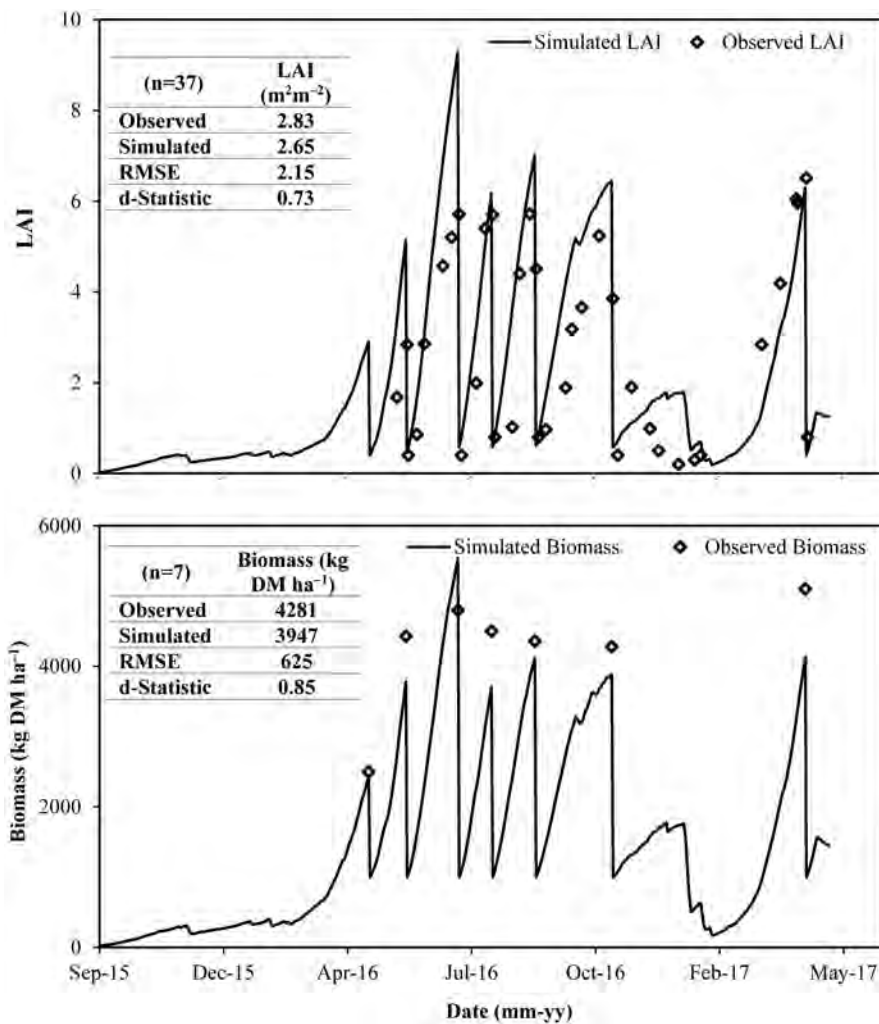 10
8
6
4
2
0
LAI
Simulated LAI
Observed LAI
(n=37) LAI (m²m⁻²)
Observed 2.83
Simulated 2.65
RMSE 2.15
d-Statistic 0.73
6000
4000
2000
0
Biomass (kg DM ha⁻¹)
Simulated Biomass
Observed Biomass
(n=7) Biomass (kg DM ha⁻¹)
Observed 4281
Simulated 3947
RMSE 625
d-Statistic 0.85
Sep-15 Dec-15 Apr-16 Jul-16 Oct-16 Feb-17 May-17
Date (mm-yy)